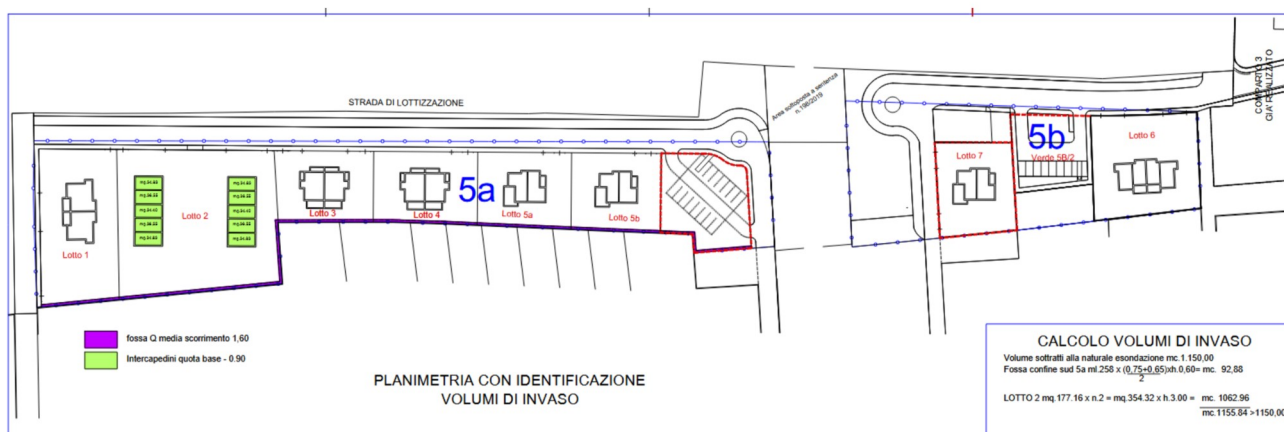 STRADA DI LOTTIZZAZIONE
Area sottoposta a sentenza
n.196/2019
COMPARTO 3
GIA' REALIZZATO
5a
5b
Lotto 1
Lotto 2
Lotto 3
Lotto 4
Lotto 5a
Lotto 5b
Lotto 7
Verde 5B/2
Lotto 6
fossa Q media scorrimento 1,60
Intercapedini quota base - 0.90
PLANIMETRIA CON IDENTIFICAZIONE
VOLUMI DI INVASO
CALCOLO VOLUMI DI INVASO
Volume sottratti alla naturale esondazione mc.1.150,00
Fossa confine sud 5a ml.258 x (0,75+0,65)xh.0,60= mc. 92,88
2
LOTTO 2 mq.177.16 x n.2 = mq.354.32 x h.3.00 = mc. 1062.96
mc.1155.84 >1150,00